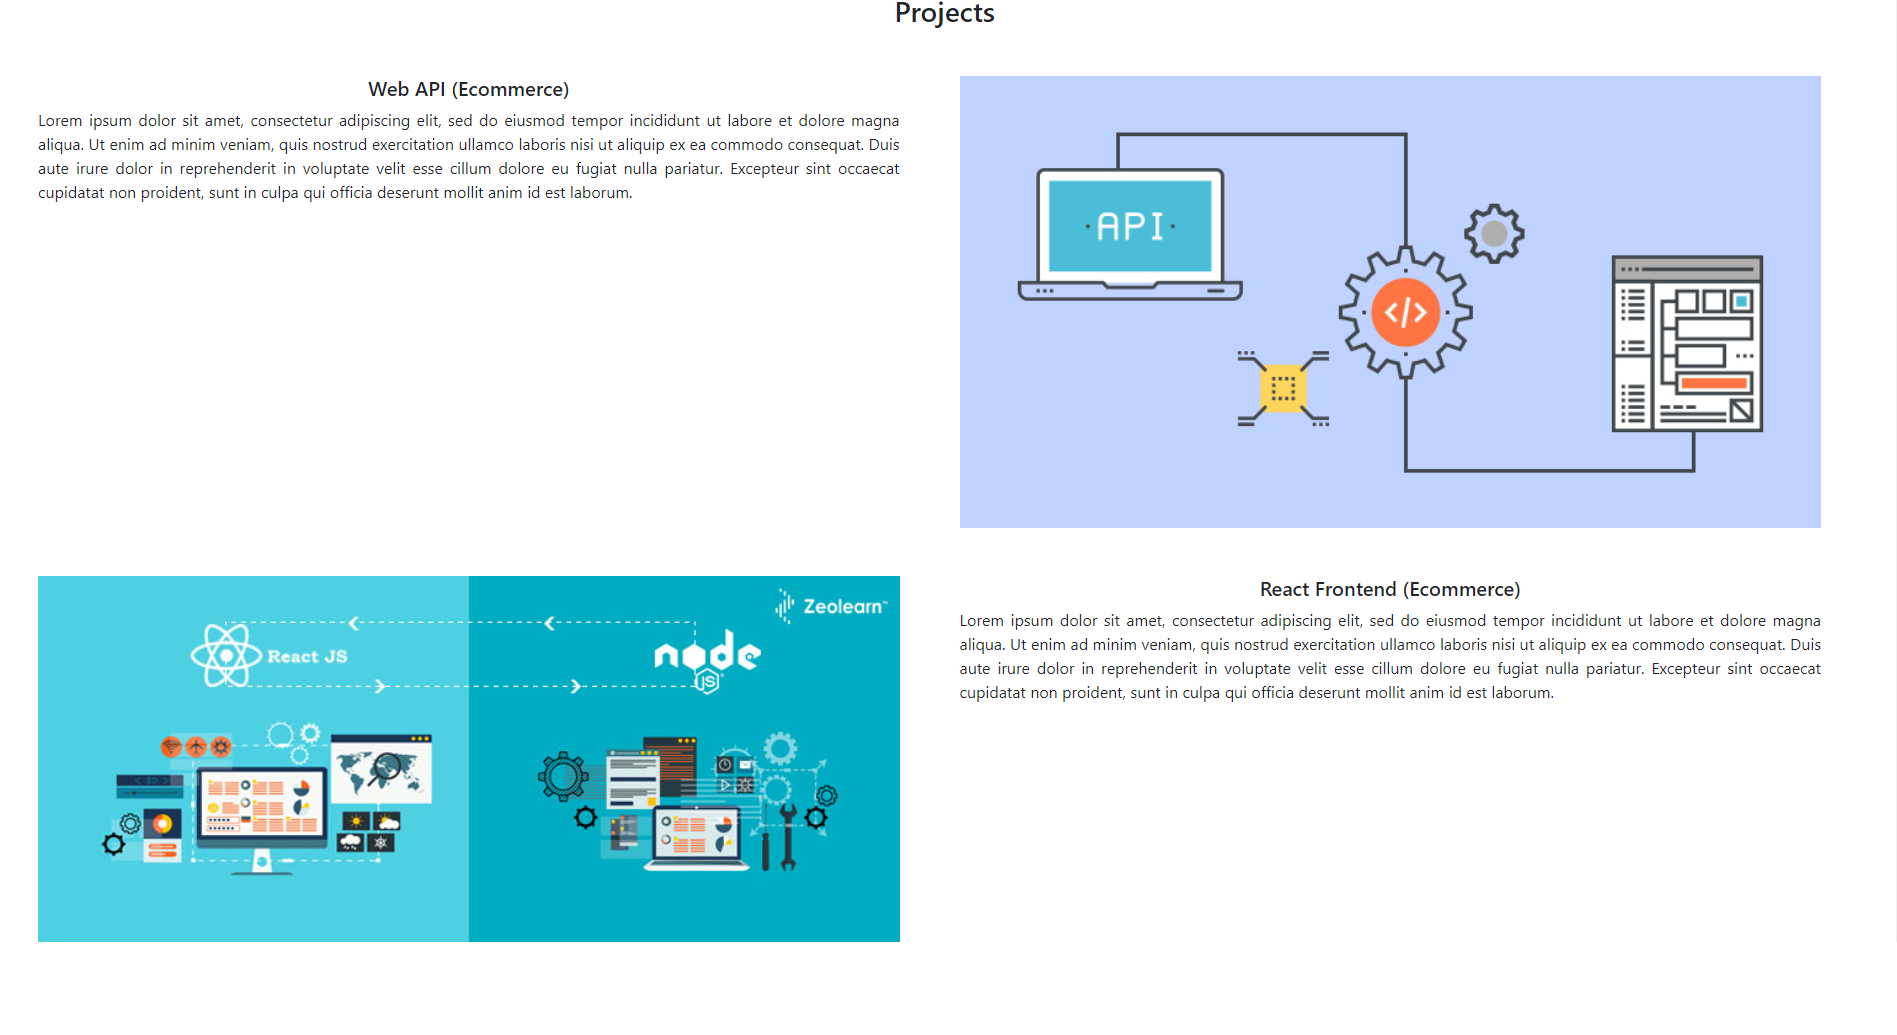 Projects
Web API (Ecommerce)
Lorem ipsum dolor sit amet, consectetur adipiscing elit, sed do eiusmod tempor incididunt ut labore et dolore magna
aliqua. Ut enim ad minim veniam, quis nostrud exercitation ullamco laboris nisi ut aliquip ex ea commodo consequat. Duis
aute irure dolor in reprehenderit in voluptate velit esse cillum dolore eu fugiat nulla pariatur. Excepteur sint occaecat
cupidatat non proident, sunt in culpa qui officia deserunt mollit anim id est laborum.
· API ·
</>
Zeolearn™
React JS
node
JS
React Frontend (Ecommerce)
Lorem ipsum dolor sit amet, consectetur adipiscing elit, sed do eiusmod tempor incididunt ut labore et dolore magna
aliqua. Ut enim ad minim veniam, quis nostrud exercitation ullamco laboris nisi ut aliquip ex ea commodo consequat. Duis
aute irure dolor in reprehenderit in voluptate velit esse cillum dolore eu fugiat nulla pariatur. Excepteur sint occaecat
cupidatat non proident, sunt in culpa qui officia deserunt mollit anim id est laborum.